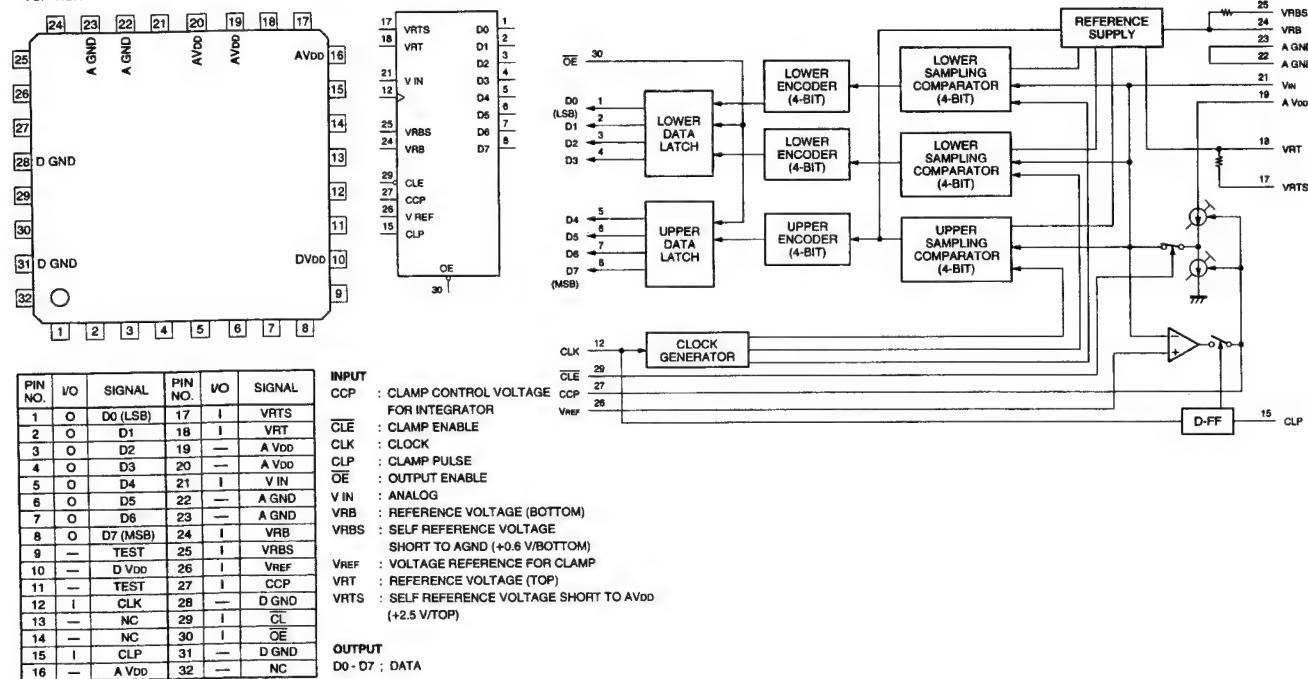 24 23 22 21 20 19 18 17
A GND A GND AVDD AVDD
25 AVDD 16
26 15
27 14
28 D GND 13
29 12
30 11
31 D GND DVDD 10
32 9
1 2 3 4 5 6 7 8
17 VRTS D0 1
18 VRT D1 2
D2 3
21 V IN D3 4
12 D4 5
D5 6
25 VRBS D6 7
24 VRB D7 8
29 CLE
27 CCP
26 V REF
15 CLP
OE
30
REFERENCE
SUPPLY
25 VRBS
24 VRB
23 A GND
22 A GND
21 VIN
19 A VDD
18 VRT
17 VRTS
OE 30
D0 1
(LSB)
D1 2
D2 3
D3 4
LOWER
DATA
LATCH
LOWER
ENCODER
(4-BIT)
LOWER
SAMPLING
COMPARATOR
(4-BIT)
LOWER
ENCODER
(4-BIT)
LOWER
SAMPLING
COMPARATOR
(4-BIT)
D4 5
D5 6
D6 7
D7 8
(MSB)
UPPER
DATA
LATCH
UPPER
ENCODER
(4-BIT)
UPPER
SAMPLING
COMPARATOR
(4-BIT)
CLK 12
CLOCK
GENERATOR
CLE 29
CCP 27
VREF 26
− +
D-FF
15 CLP
PIN NO. I/O SIGNAL PIN NO. I/O SIGNAL
1 O D0 (LSB) 17 I VRTS
2 O D1 18 I VRT
3 O D2 19 — A VDD
4 O D3 20 — A VDD
5 O D4 21 I V IN
6 O D5 22 — A GND
7 O D6 23 — A GND
8 O D7 (MSB) 24 I VRB
9 — TEST 25 I VRBS
10 — D VDD 26 I VREF
11 — TEST 27 I CCP
12 I CLK 28 — D GND
13 — NC 29 I CL
14 — NC 30 I OE
15 I CLP 31 — D GND
16 — A VDD 32 — NC
INPUT
CCP : CLAMP CONTROL VOLTAGE
FOR INTEGRATOR
CLE : CLAMP ENABLE
CLK : CLOCK
CLP : CLAMP PULSE
OE : OUTPUT ENABLE
V IN : ANALOG
VRB : REFERENCE VOLTAGE (BOTTOM)
VRBS : SELF REFERENCE VOLTAGE
SHORT TO AGND (+0.6 V/BOTTOM)
VREF : VOLTAGE REFERENCE FOR CLAMP
VRT : REFERENCE VOLTAGE (TOP)
VRTS : SELF REFERENCE VOLTAGE SHORT TO AVDD
(+2.5 V/TOP)
OUTPUT
D0 - D7 ; DATA